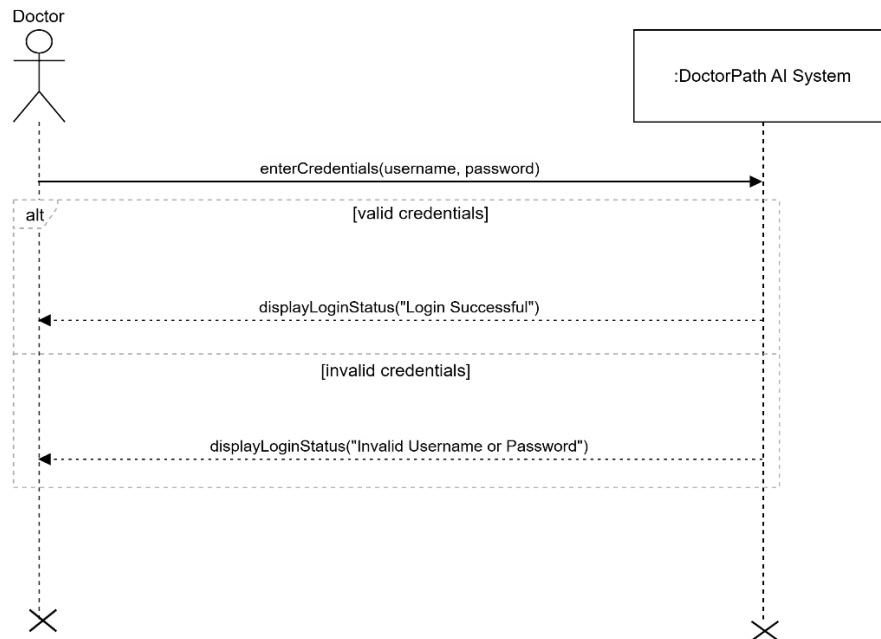 Doctor
:DoctorPath AI System
enterCredentials(username, password)
alt
[valid credentials]
displayLoginStatus("Login Successful")
[invalid credentials]
displayLoginStatus("Invalid Username or Password")